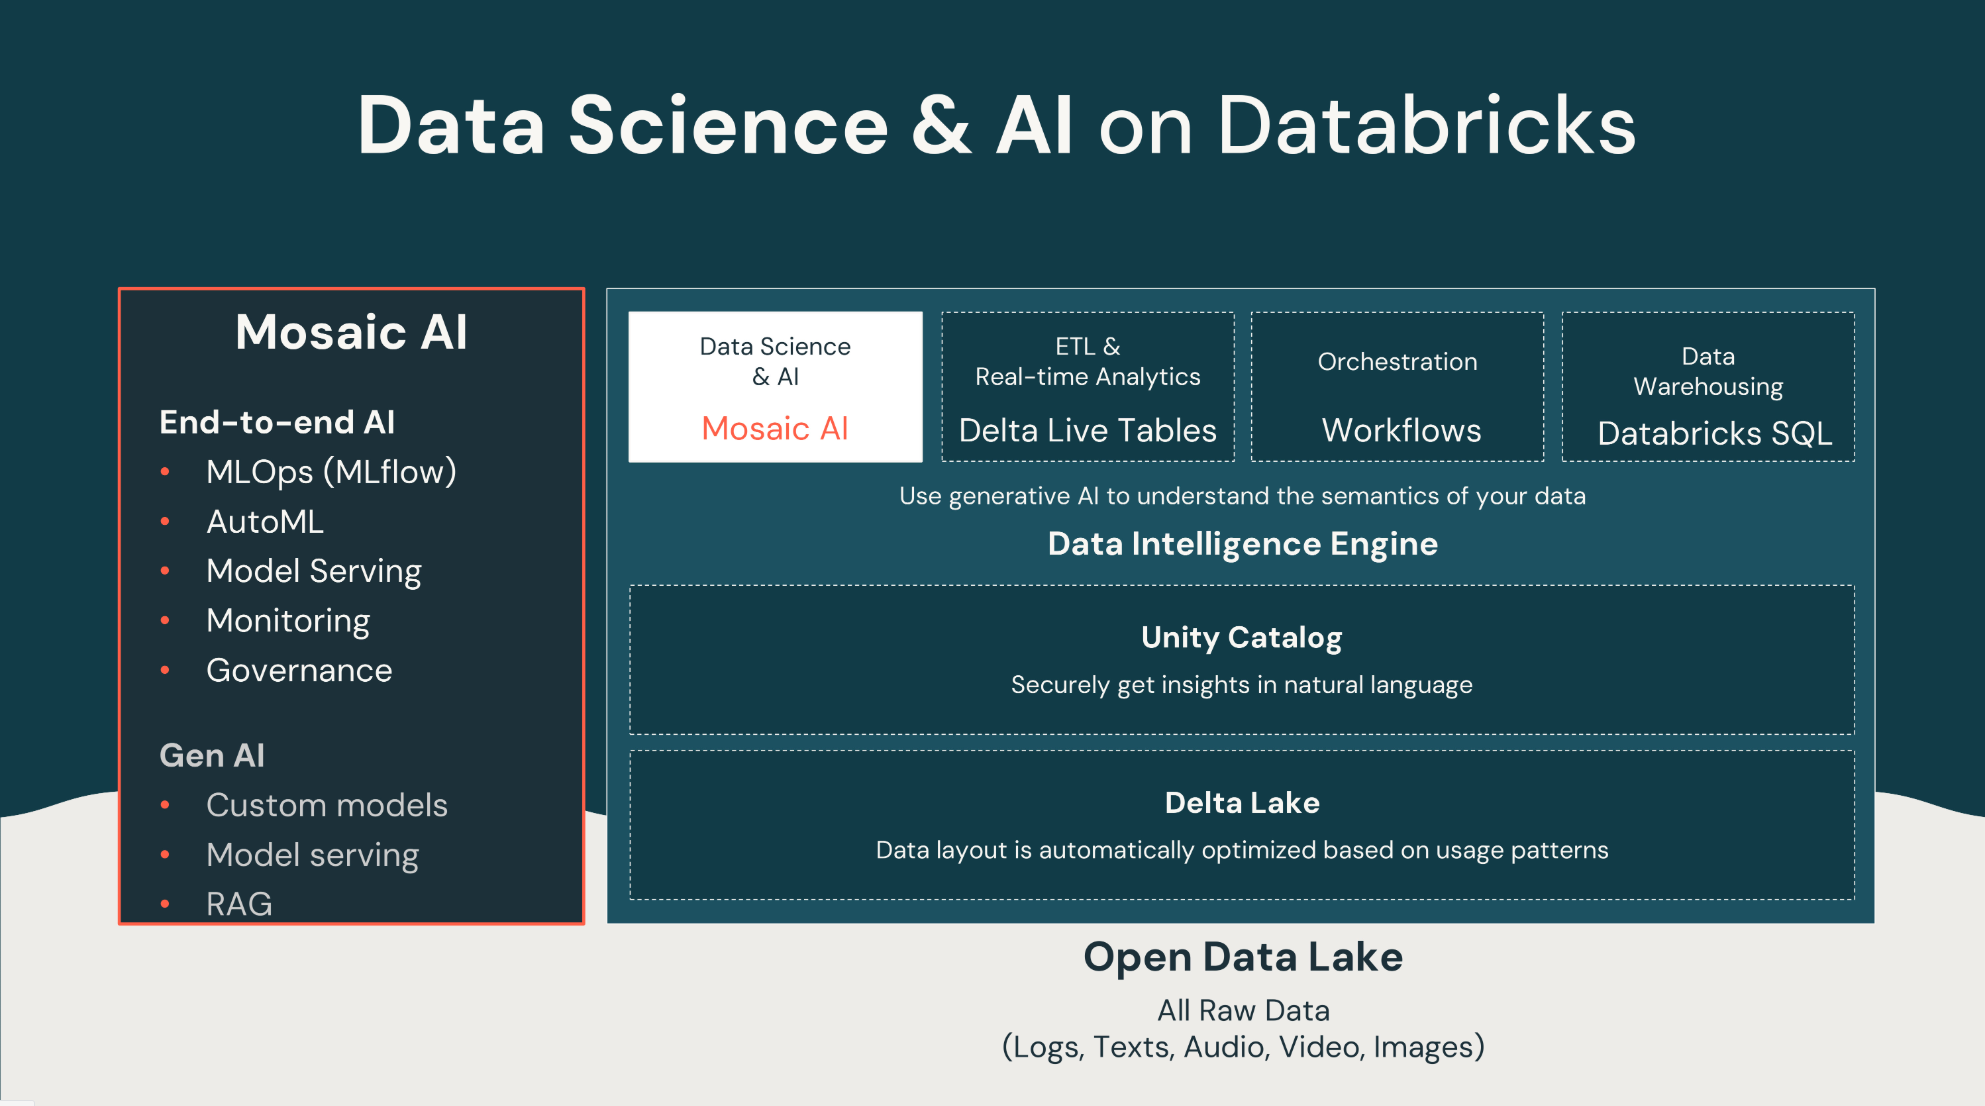 Data Science & AI on Databricks
Mosaic AI
End-to-end AI
• MLOps (MLflow)
• AutoML
• Model Serving
• Monitoring
• Governance
Gen AI
• Custom models
• Model serving
• RAG
Data Science
& AI
Mosaic AI
ETL &
Real-time Analytics
Delta Live Tables
Orchestration
Workflows
Data
Warehousing
Databricks SQL
Use generative AI to understand the semantics of your data
Data Intelligence Engine
Unity Catalog
Securely get insights in natural language
Delta Lake
Data layout is automatically optimized based on usage patterns
Open Data Lake
All Raw Data
(Logs, Texts, Audio, Video, Images)